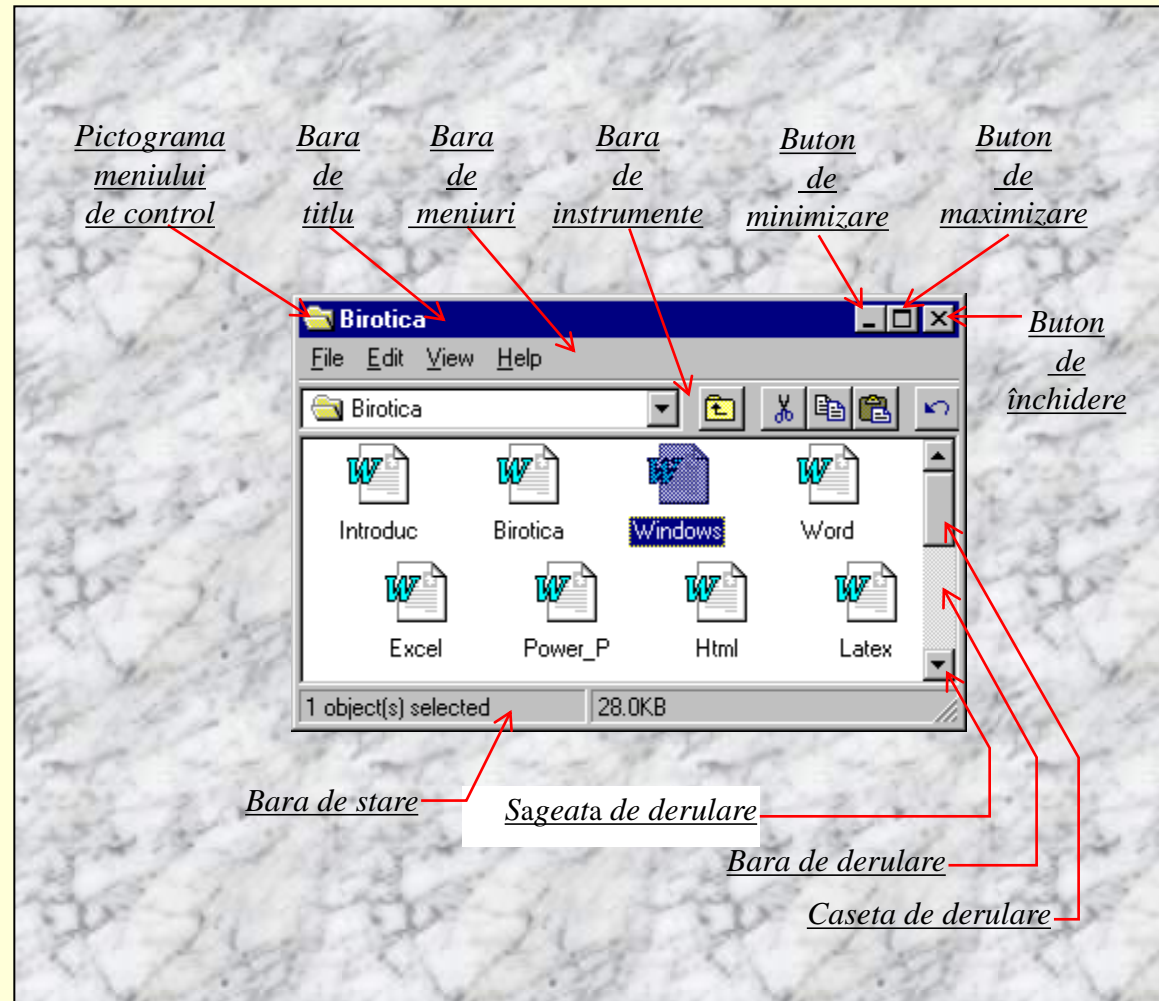 Pictograma
meniului
de control
Bara
de
titlu
Bara
de
meniuri
Bara
de
instrumente
Buton
de
minimizare
Buton
de
maximizare
Birotica
Buton
de
închidere
File Edit View Help
Birotica
Introduc Birotica Windows Word
Excel Power_P Html Latex
1 object(s) selected 28.0KB
Bara de stare
Sageata de derulare
Bara de derulare
Caseta de derulare